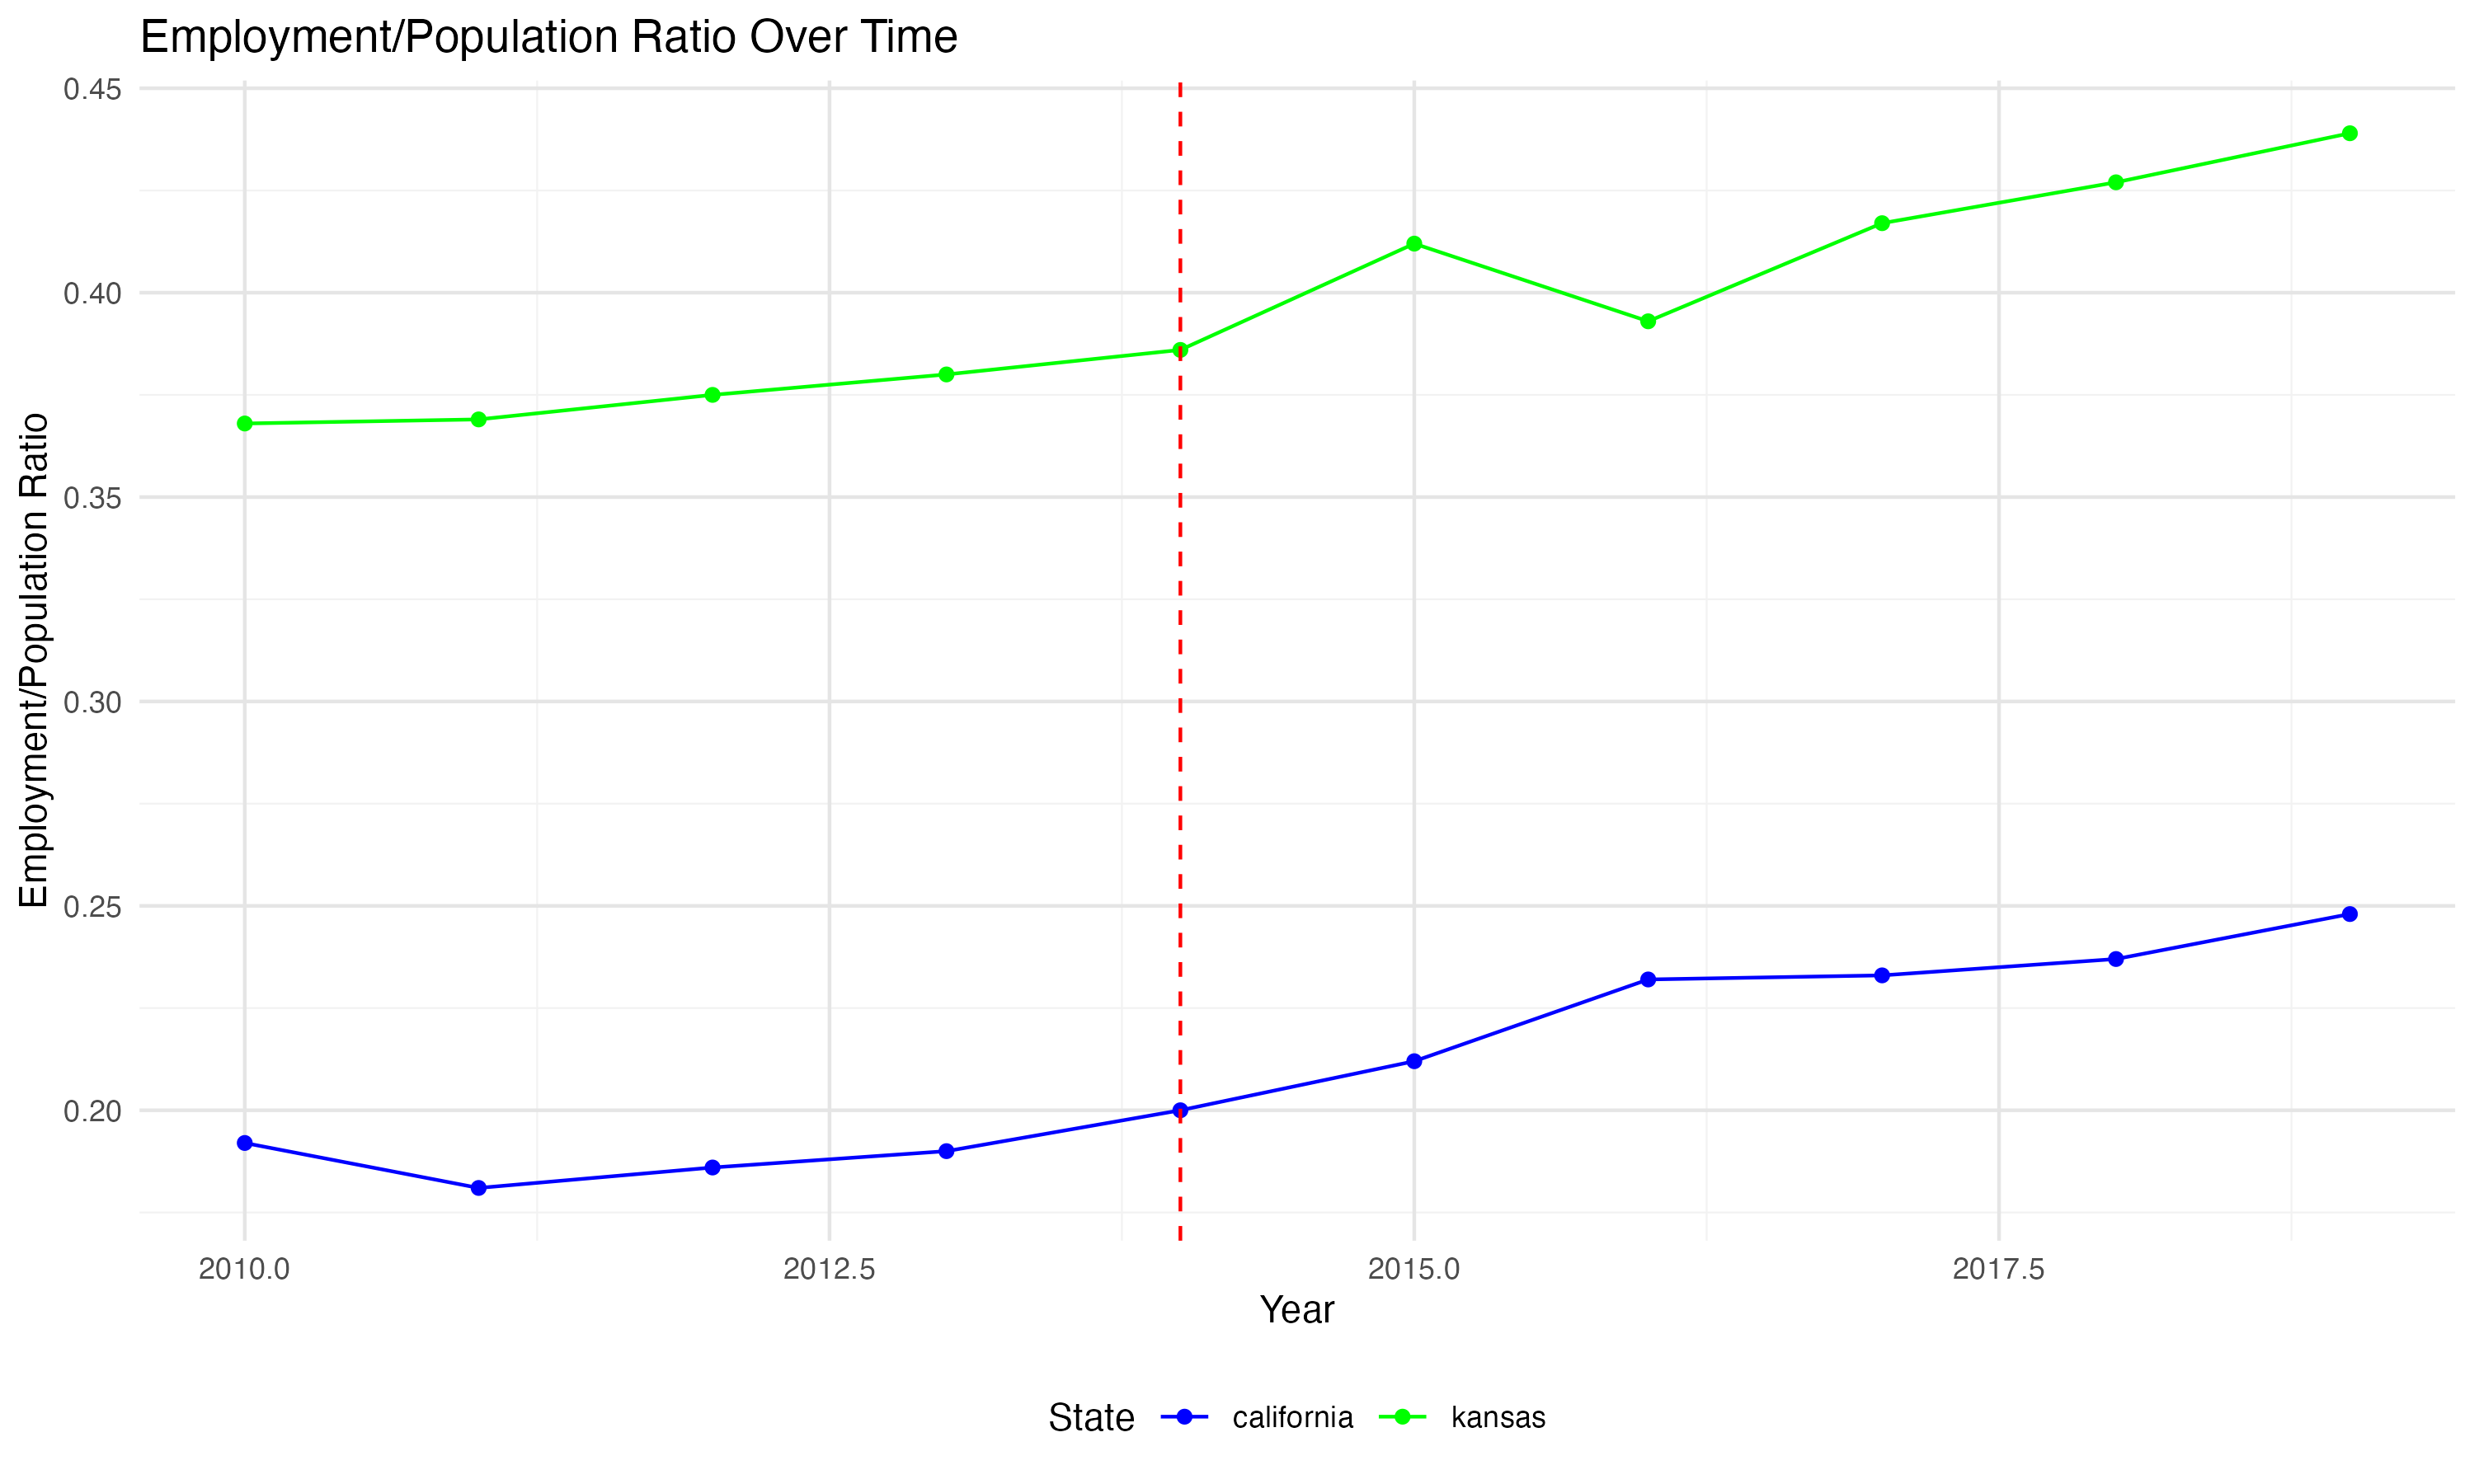 Employment/Population Ratio Over Time
Employment/Population Ratio
0.45
0.40
0.35
0.30
0.25
0.20
2010.0 2012.5 2015.0 2017.5
Year
State california kansas